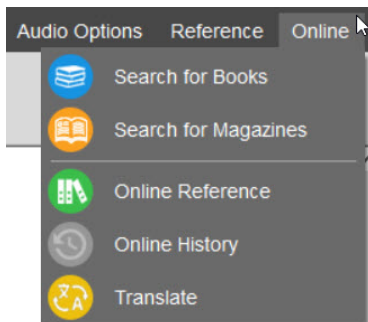 Audio Options Reference Online
Search for Books
Search for Magazines
Online Reference
Online History
Translate